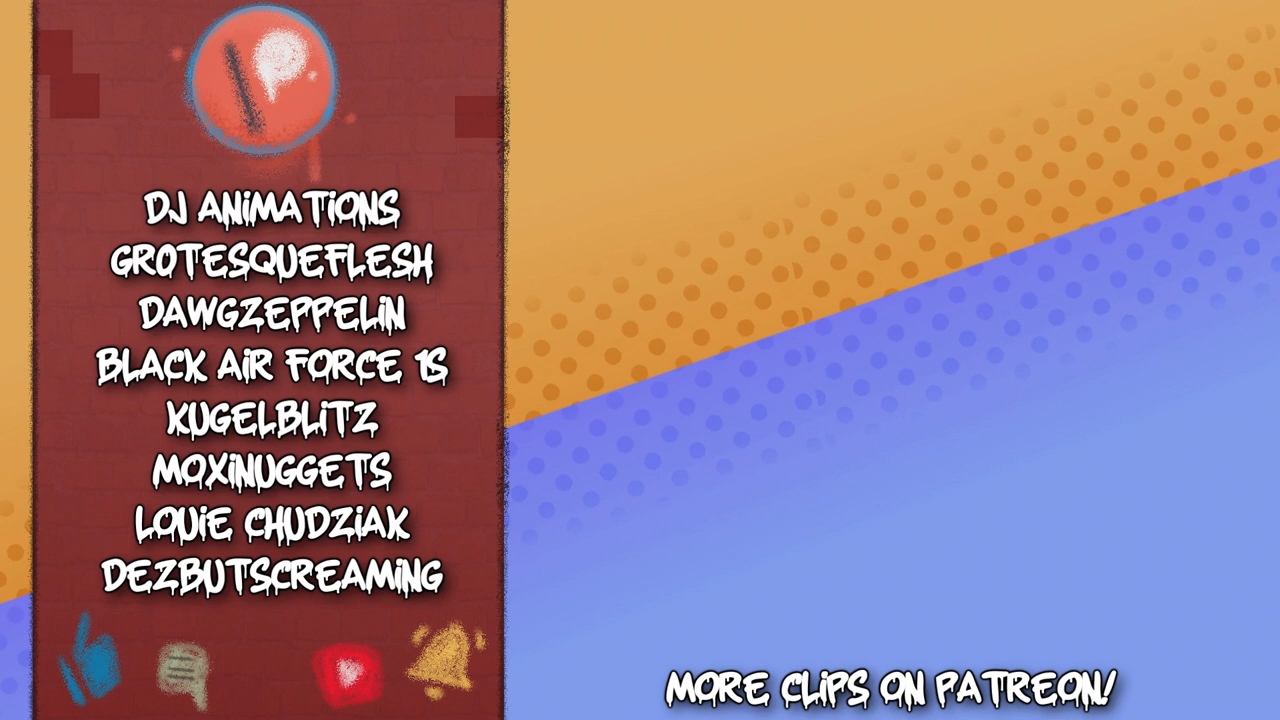 DJ ANiMATiONS
GROTESQUEFLESH
DAWGZEPPELiN
BLACK AiR FORCE 1S
KUGELBLiTZ
MOXiNUGGETS
LOUiE CHUDZiAK
DEZBUTSCREAMiNG
MORE CLiPS ON PATREON!